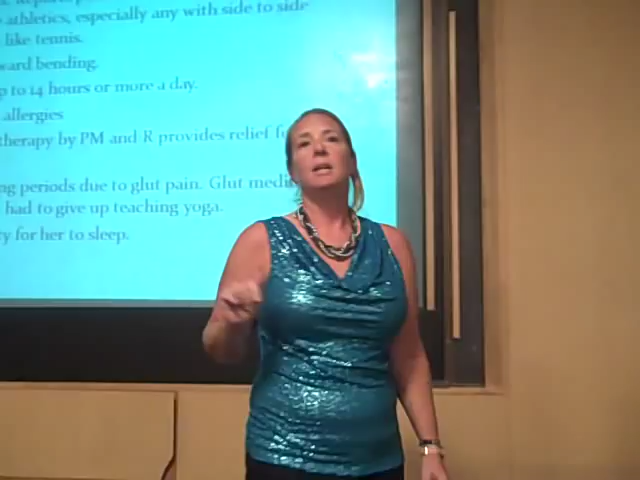 athletics, especially any with side to side
like tennis.
ward bending.
p to 14 hours or more a day.
allergies
therapy by PM and R provides relief f
ng periods due to glut pain. Glut medi
had to give up teaching yoga.
ty for her to sleep.